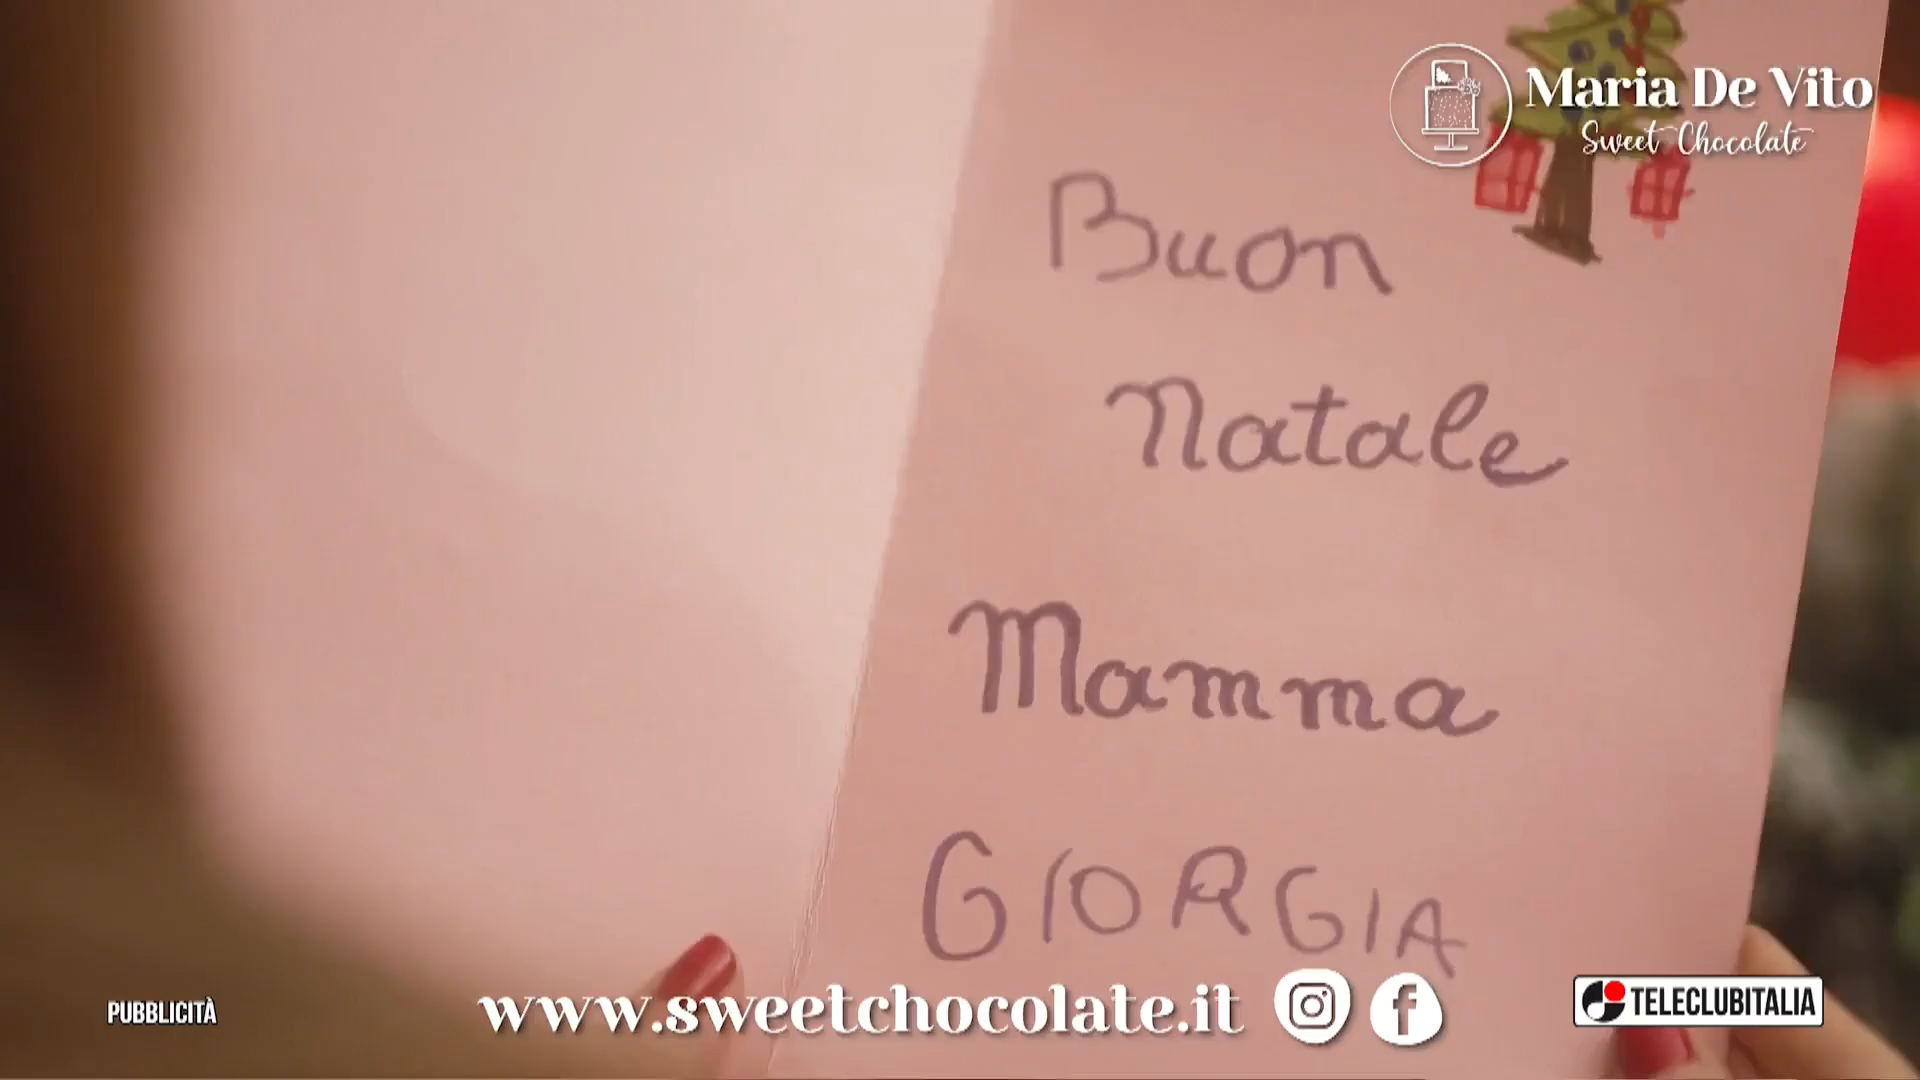 Maria De Vito
Sweet Chocolate
Buon
Natale
Mamma
GIORGIA
PUBBLICITÀ
www.sweetchocolate.it
TELECLUBITALIA